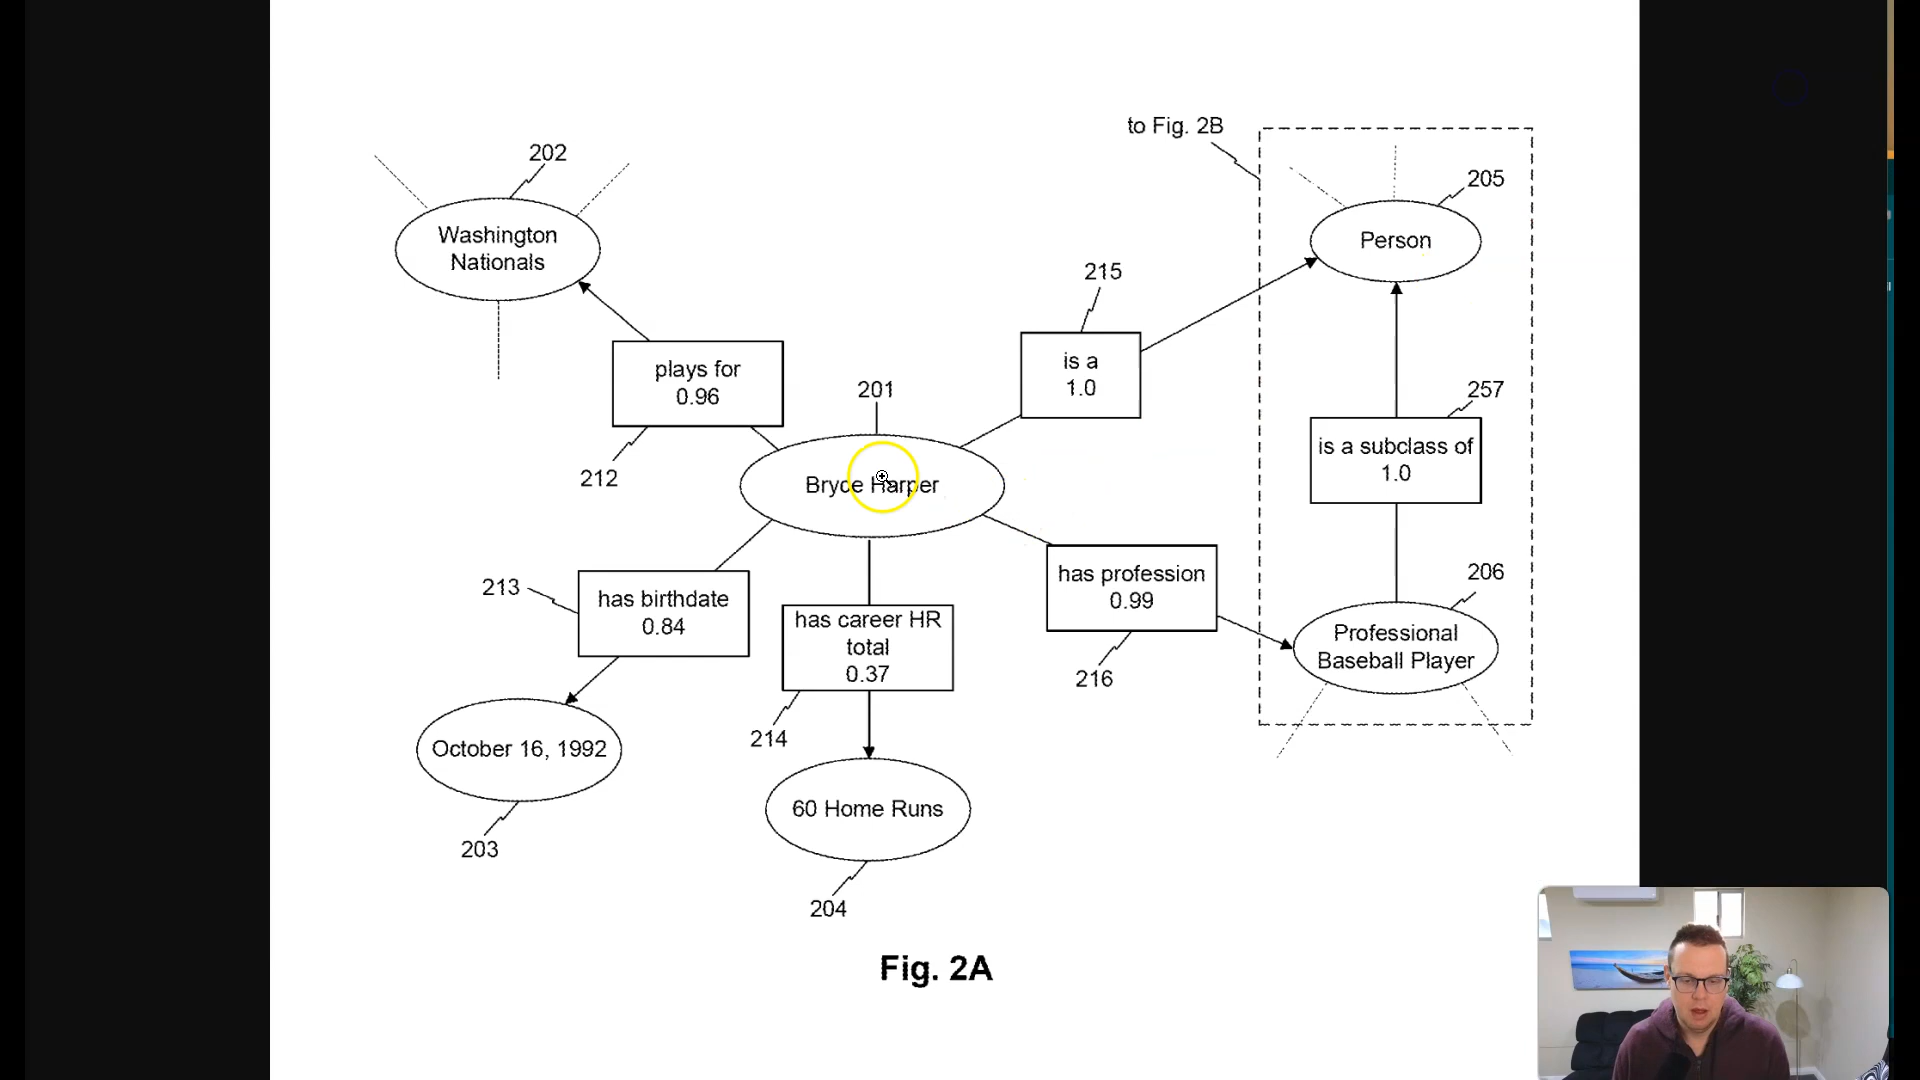 to Fig. 2B
202
205
Washington
Nationals
Person
215
is a
1.0
plays for
0.96
201
257
is a subclass of
1.0
212
Bryce Harper
213
has birthdate
0.84
has career HR
total
0.37
has profession
0.99
206
Professional
Baseball Player
216
214
October 16, 1992
60 Home Runs
203
204
Fig. 2A